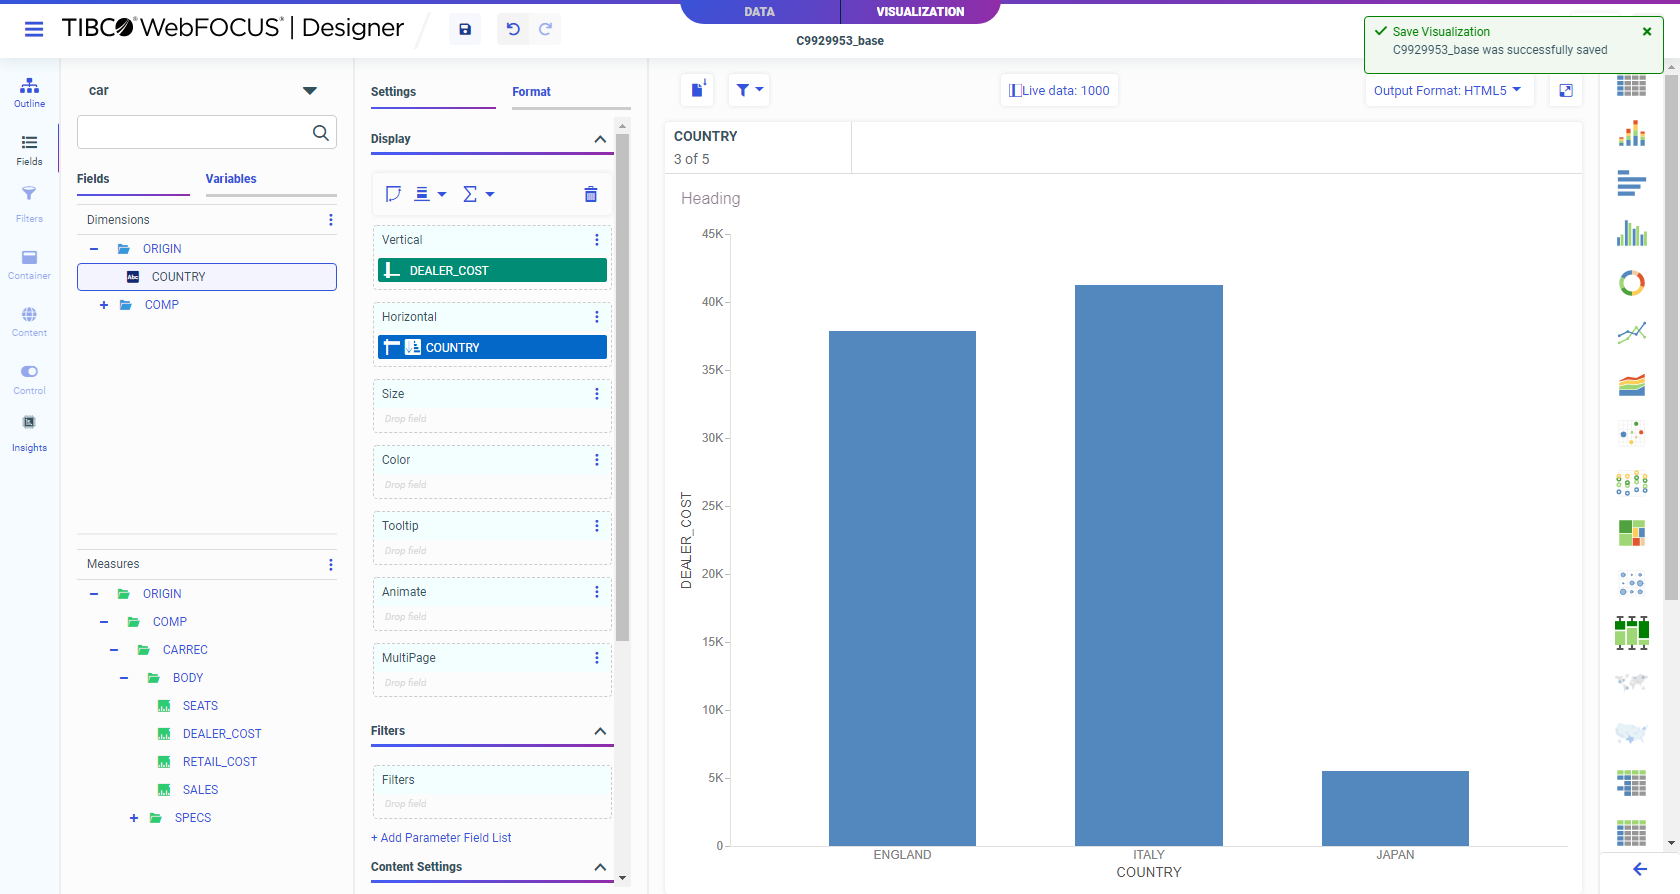 TIBCO WebFOCUS® | Designer
DATA
VISUALIZATION
C9929953_base
Save Visualization
C9929953_base was successfully saved
Outline
Fields
Filters
Container
Content
Control
Insights
car
Fields
Variables
Dimensions
ORIGIN
Abc COUNTRY
COMP
Measures
ORIGIN
COMP
CARREC
BODY
SEATS
DEALER_COST
RETAIL_COST
SALES
SPECS
Settings
Format
Display
Vertical
DEALER_COST
Horizontal
COUNTRY
Size
Drop field
Color
Drop field
Tooltip
Drop field
Animate
Drop field
MultiPage
Drop field
Filters
Filters
Drop field
+ Add Parameter Field List
Content Settings
Live data: 1000
Output Format: HTML5
COUNTRY
3 of 5
Heading
45K
40K
35K
30K
25K
20K
15K
10K
5K
0
DEALER_COST
ENGLAND
ITALY
JAPAN
COUNTRY